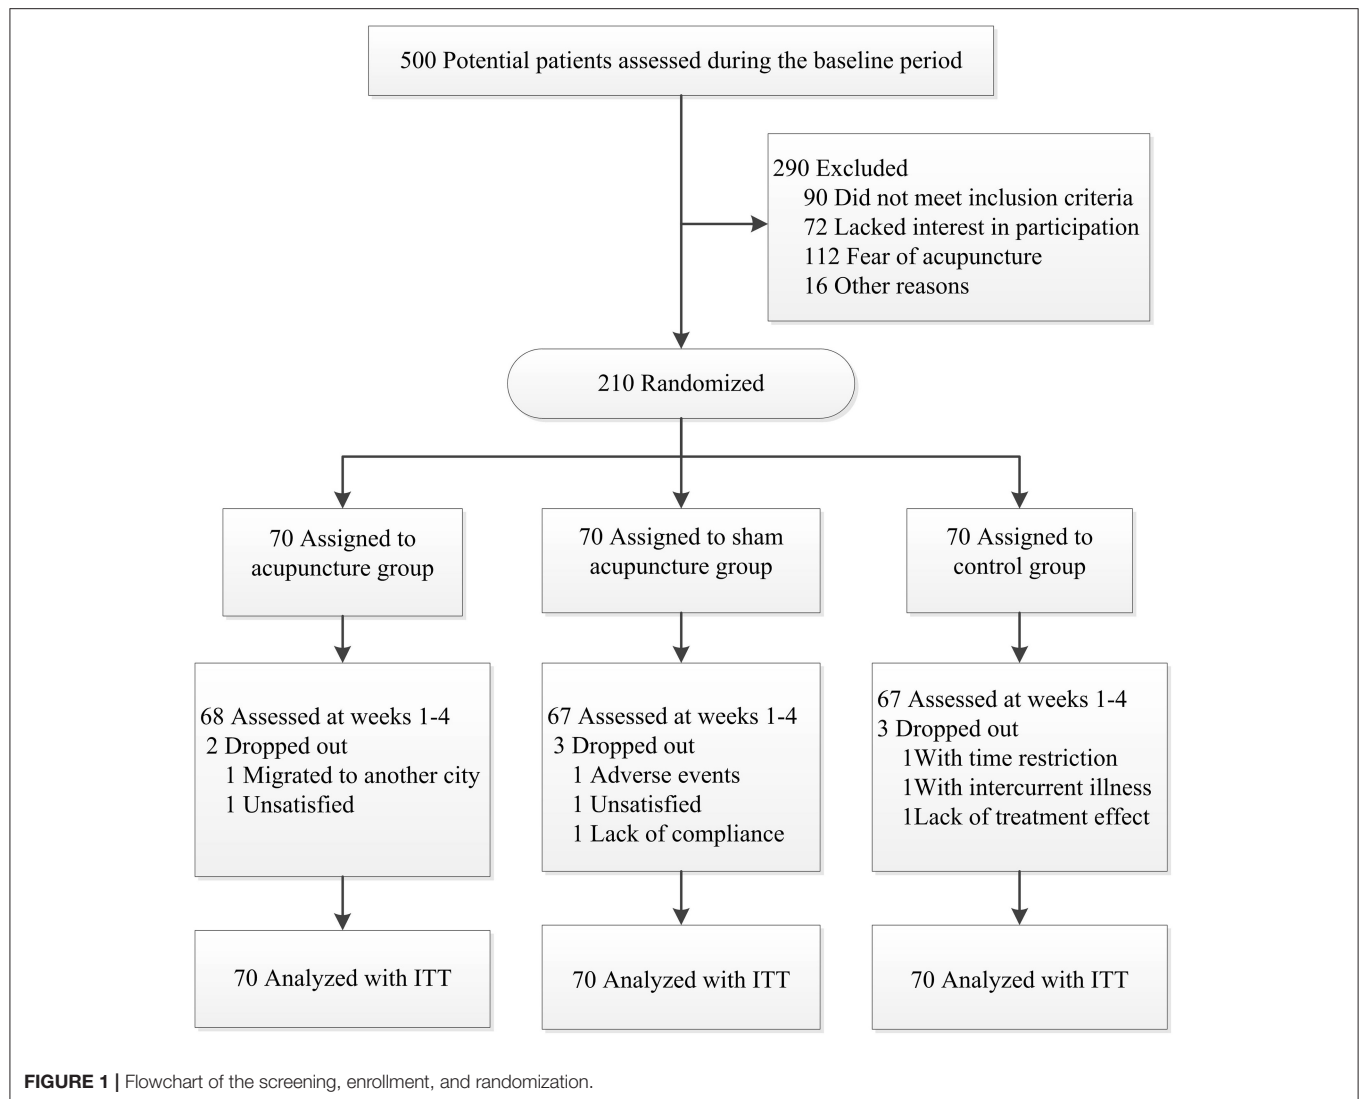 500 Potential patients assessed during the baseline period
290 Excluded
90 Did not meet inclusion criteria
72 Lacked interest in participation
112 Fear of acupuncture
16 Other reasons
210 Randomized
70 Assigned to
acupuncture group
70 Assigned to sham
acupuncture group
70 Assigned to
control group
68 Assessed at weeks 1-4
2 Dropped out
1 Migrated to another city
1 Unsatisfied
67 Assessed at weeks 1-4
3 Dropped out
1 Adverse events
1 Unsatisfied
1 Lack of compliance
67 Assessed at weeks 1-4
3 Dropped out
1With time restriction
1With intercurrent illness
1Lack of treatment effect
70 Analyzed with ITT
70 Analyzed with ITT
70 Analyzed with ITT
FIGURE 1 | Flowchart of the screening, enrollment, and randomization.